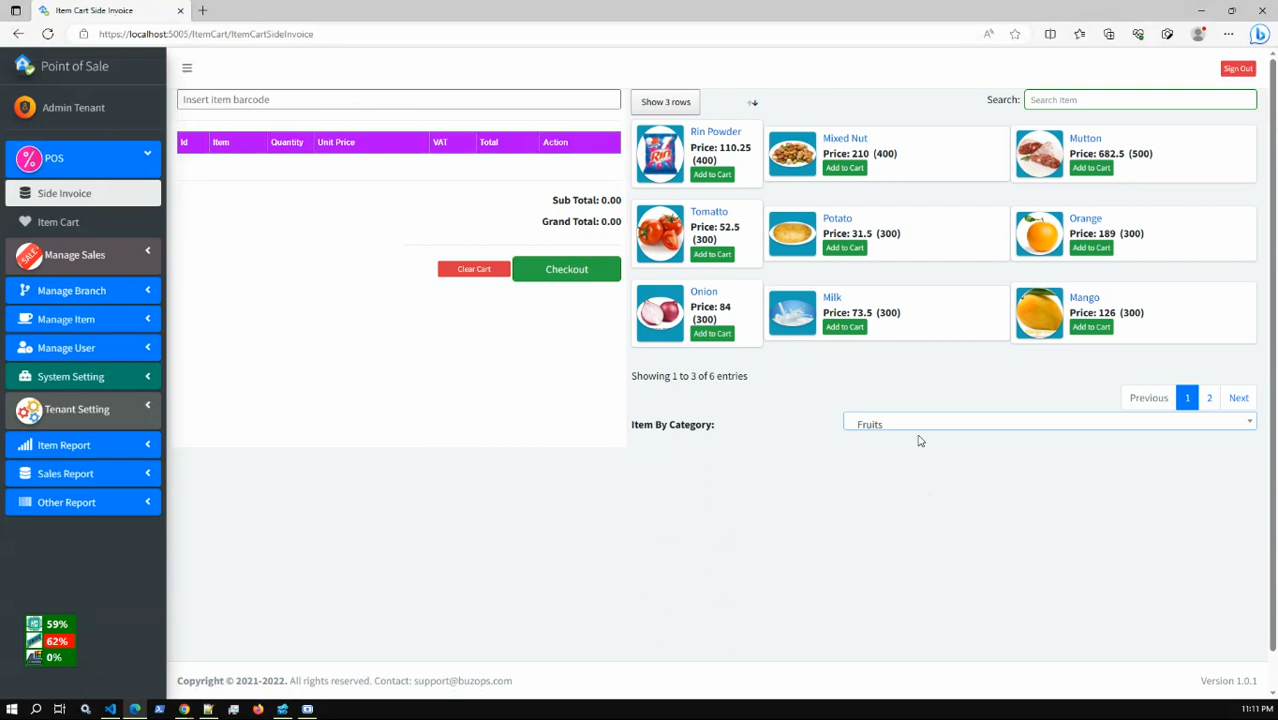 Item Cart Side Invoice
https://localhost:5005/ItemCart/ItemCartSideInvoice
Point of Sale
Admin Tenant
POS
Side Invoice
Item Cart
Manage Sales
Manage Branch
Manage Item
Manage User
System Setting
Tenant Setting
Item Report
Sales Report
Other Report
59%
62%
0%
Sign Out
Insert item barcode
Id Item Quantity Unit Price VAT Total Action
Sub Total: 0.00
Grand Total: 0.00
Clear Cart Checkout
Show 3 rows
Search: Search Item
Rin Powder
Price: 110.25
(400)
Add to Cart
Mixed Nut
Price: 210 (400)
Add to Cart
Mutton
Price: 682.5 (500)
Add to Cart
Tomatto
Price: 52.5
(300)
Add to Cart
Potato
Price: 31.5 (300)
Add to Cart
Orange
Price: 189 (300)
Add to Cart
Onion
Price: 84
(300)
Add to Cart
Milk
Price: 73.5 (300)
Add to Cart
Mango
Price: 126 (300)
Add to Cart
Showing 1 to 3 of 6 entries
Previous 1 2 Next
Item By Category: Fruits
Copyright © 2021-2022. All rights reserved. Contact: support@buzops.com
Version 1.0.1
11:11 PM